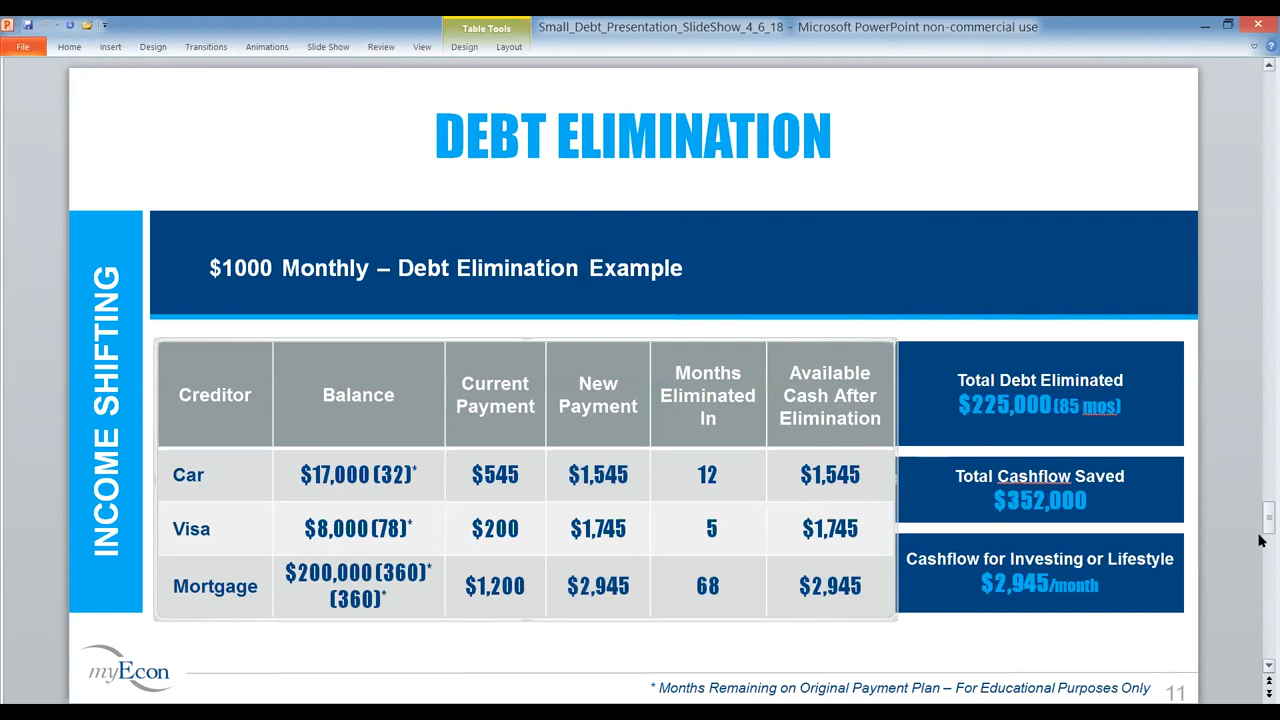 Table Tools
Small_Debt_Presentation_SlideShow_4_6_18 - Microsoft PowerPoint non-commercial use
File Home Insert Design Transitions Animations Slide Show Review View Design Layout
DEBT ELIMINATION
INCOME SHIFTING
$1000 Monthly – Debt Elimination Example
Creditor
Balance
Current
Payment
New
Payment
Months
Eliminated
In
Available
Cash After
Elimination
Car $17,000 (32)* $545 $1,545 12 $1,545
Visa $8,000 (78)* $200 $1,745 5 $1,745
Mortgage $200,000 (360)* $1,200 $2,945 68 $2,945
(360)*
Total Debt Eliminated
$225,000 (85 mos)
Total Cashflow Saved
$352,000
Cashflow for Investing or Lifestyle
$2,945/month
myEcon
* Months Remaining on Original Payment Plan – For Educational Purposes Only
11